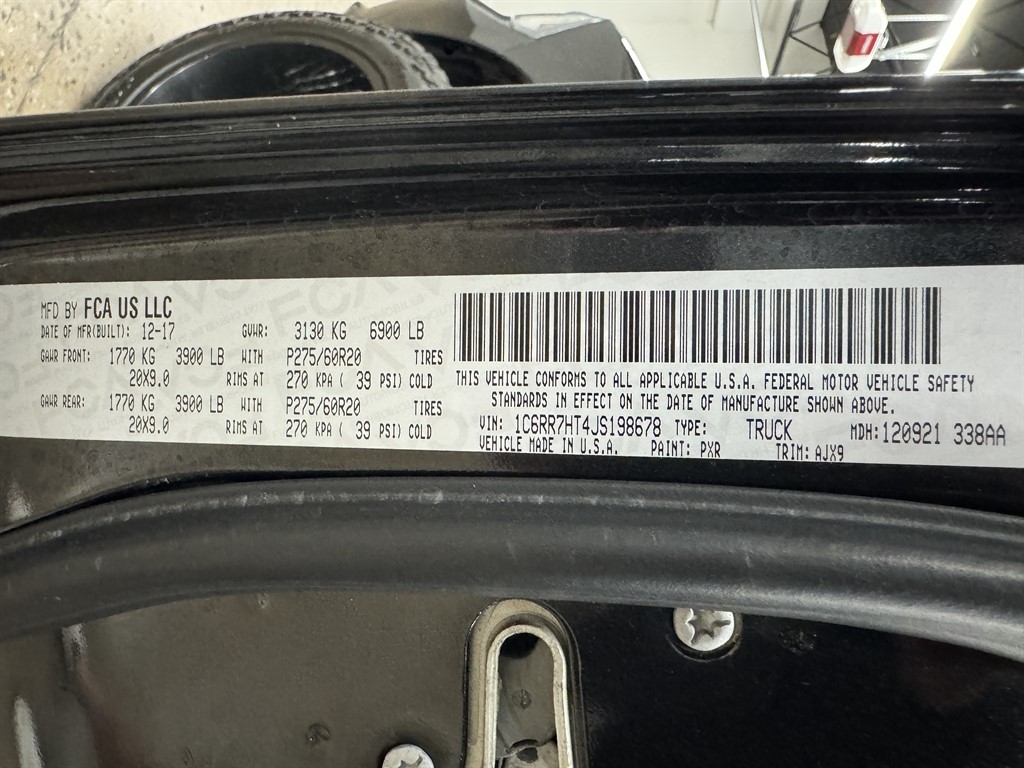 MFD BY FCA US LLC
DATE OF MFR(BUILT): 12-17 GVWR: 3130 KG 6900 LB
GAWR FRONT: 1770 KG 3900 LB WITH P275/60R20 TIRES
20X9.0 RIMS AT 270 KPA ( 39 PSI) COLD
GAWR REAR: 1770 KG 3900 LB WITH P275/60R20 TIRES
20X9.0 RIMS AT 270 KPA ( 39 PSI) COLD
THIS VEHICLE CONFORMS TO ALL APPLICABLE U.S.A. FEDERAL MOTOR VEHICLE SAFETY
STANDARDS IN EFFECT ON THE DATE OF MANUFACTURE SHOWN ABOVE.
VIN: 1C6RR7HT4JS198678 TYPE: TRUCK MDH:120921 338AA
VEHICLE MADE IN U.S.A. PAINT: PXR TRIM: AJX9